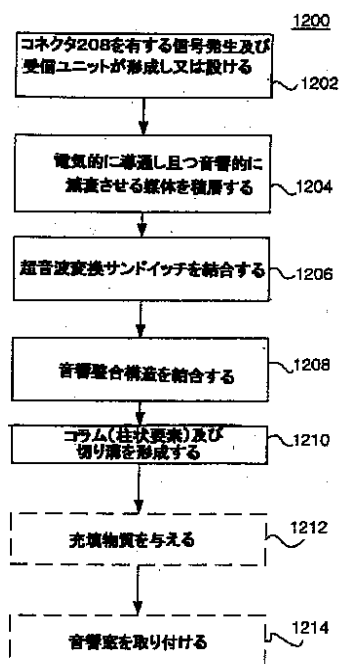 1200
コネクタ208を有する信号発生及び
受信ユニットが形成し又は設ける
1202
電気的に導通し且つ音響的に
減衰させる媒体を積層する
1204
超音波変換サンドイッチを結合する
1206
音響整合構造を結合する
1208
コラム(柱状要素)及び
切り溝を形成する
1210
充填物質を与える
1212
音響窓を取り付ける
1214